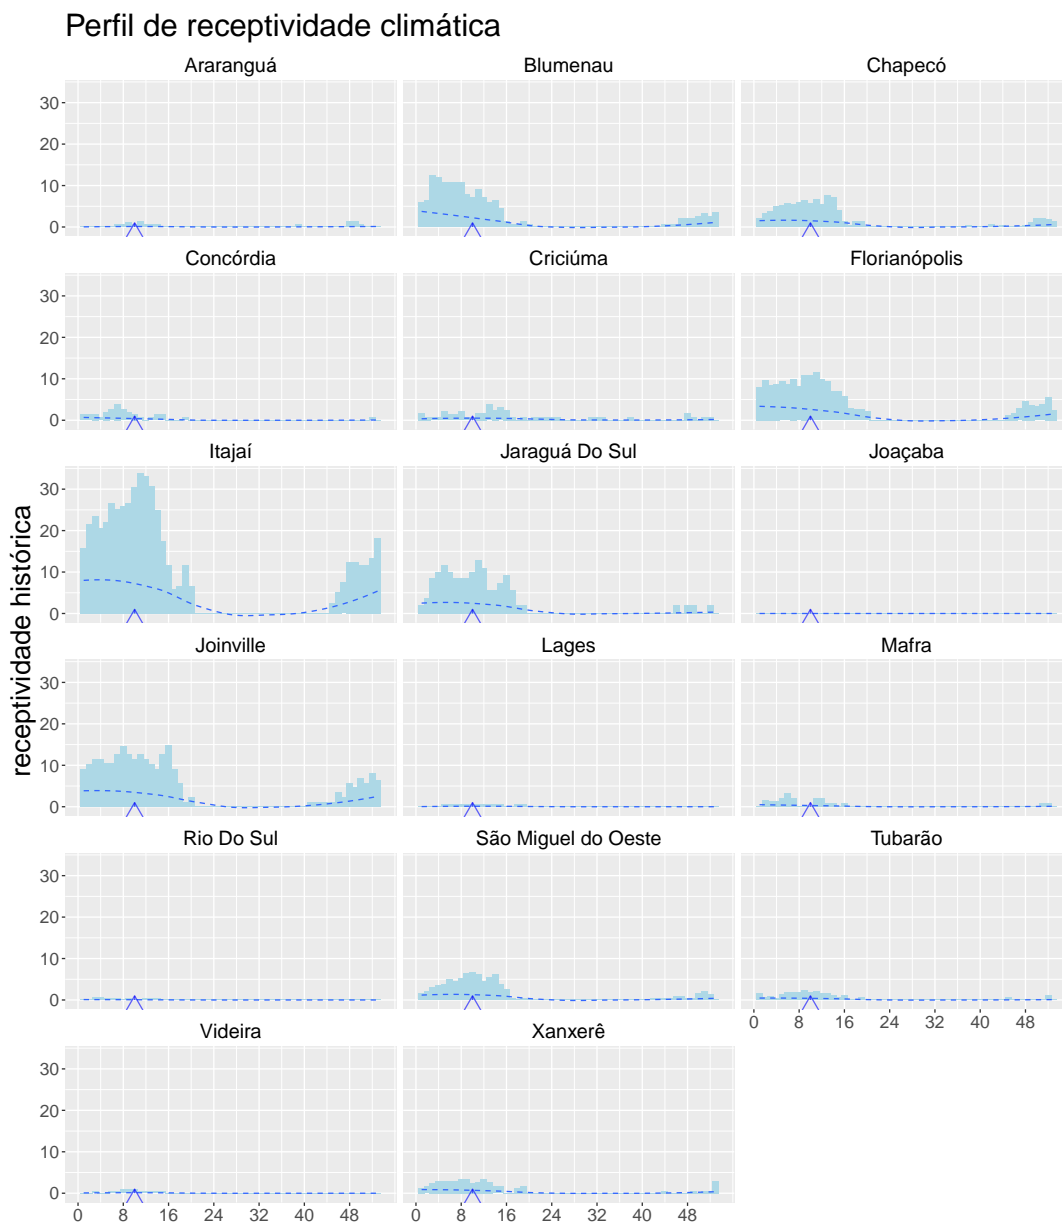 Perfil de receptividade climática
Araranguá Blumenau Chapecó
30
20
10
0
Concórdia Criciúma Florianópolis
30
20
10
0
Itajaí Jaraguá Do Sul Joaçaba
30
20
10
0
receptividade histórica
Joinville Lages Mafra
30
20
10
0
Rio Do Sul São Miguel do Oeste Tubarão
30
20
10
0
0 8 16 24 32 40 48
Videira Xanxerê
30
20
10
0
0 8 16 24 32 40 48 0 8 16 24 32 40 48